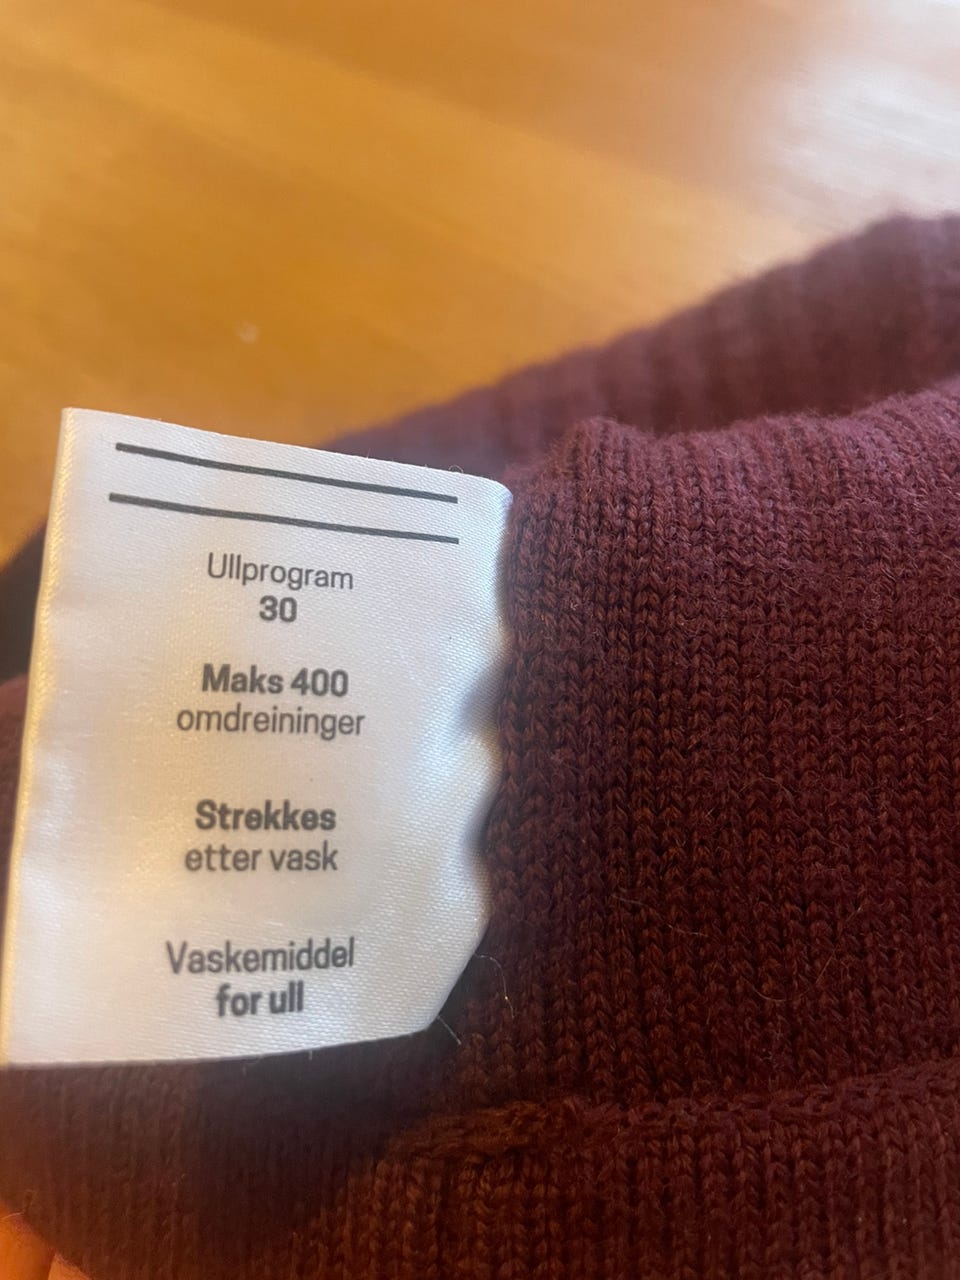 Ullprogram
30
Maks 400
omdreininger
Strekkes
etter vask
Vaskemiddel
for ull